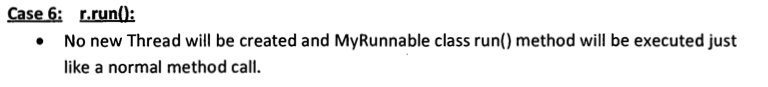 Case 6: r.run():
• No new Thread will be created and MyRunnable class run() method will be executed just
like a normal method call.